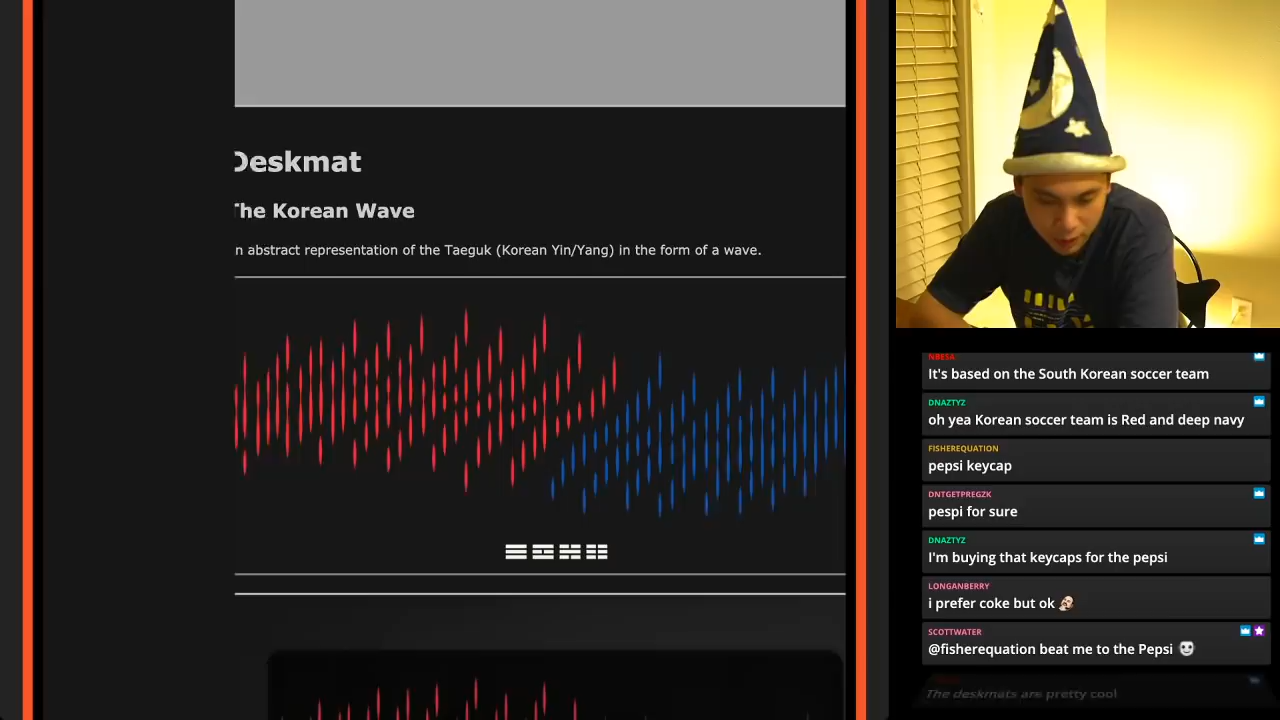 Deskmat
The Korean Wave
n abstract representation of the Taeguk (Korean Yin/Yang) in the form of a wave.
NBESA
It's based on the South Korean soccer team
DNAZTYZ
oh yea Korean soccer team is Red and deep navy
FISHEREQUATION
pepsi keycap
DNTGETPREGZK
pespi for sure
DNAZTYZ
I'm buying that keycaps for the pepsi
LONGANBERRY
i prefer coke but ok
SCOTTWATER
@fisherequation beat me to the Pepsi
The deskmats are pretty cool